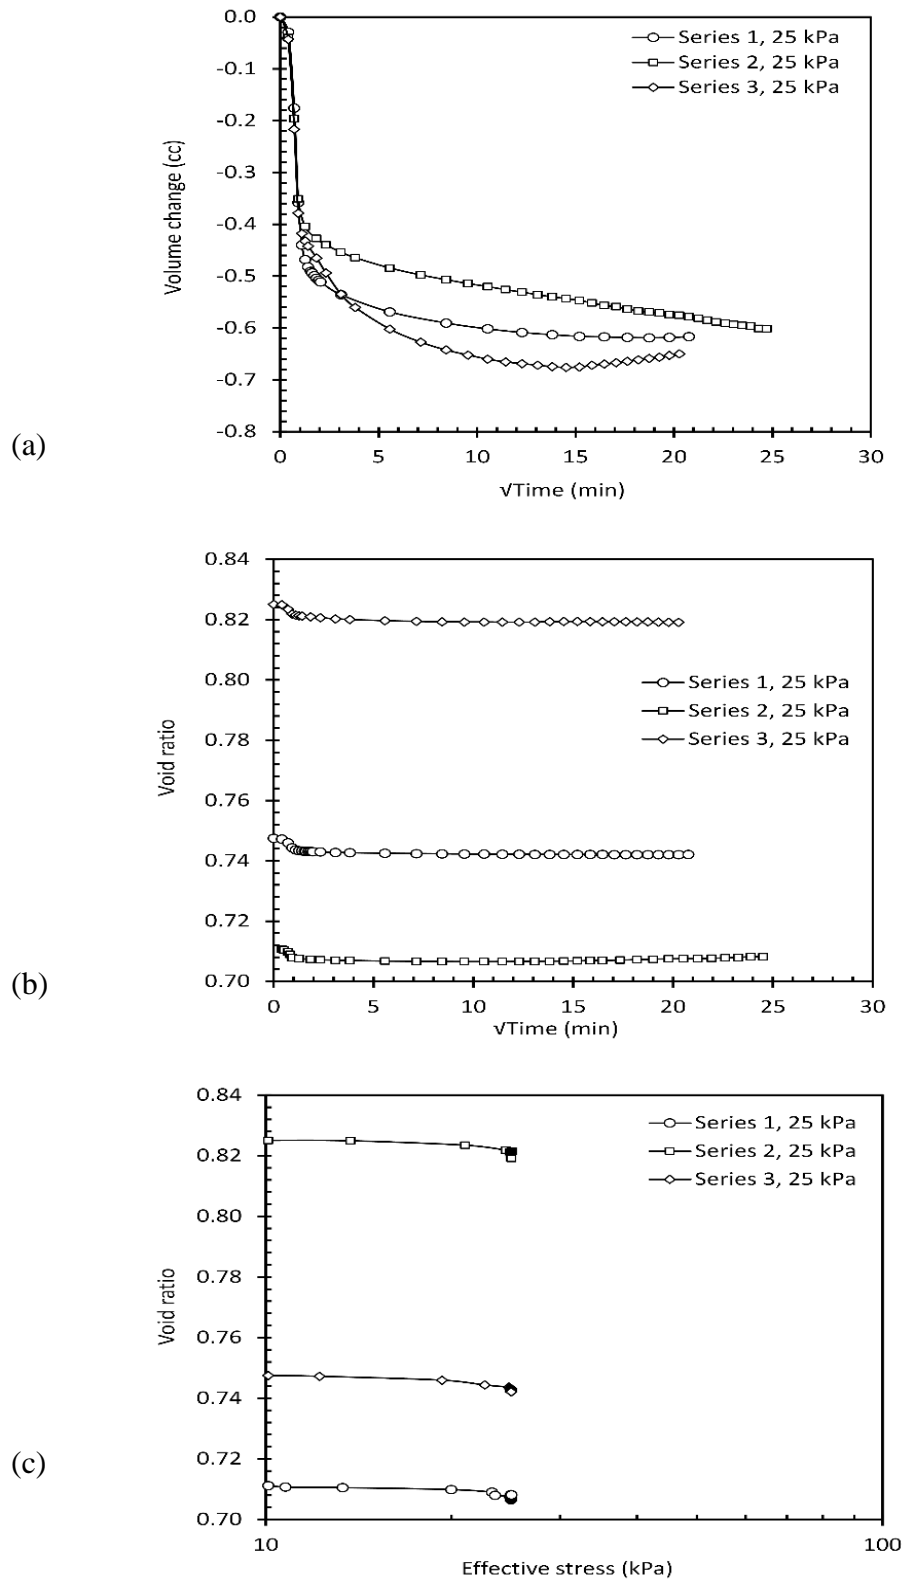 0.0
-0.1
-0.2
-0.3
-0.4
-0.5
-0.6
-0.7
-0.8
Volume change (cc)
Series 1, 25 kPa
Series 2, 25 kPa
Series 3, 25 kPa
(a)
0 5 10 15 20 25 30
√Time (min)
0.84
0.82
0.80
0.78
0.76
0.74
0.72
0.70
Void ratio
Series 1, 25 kPa
Series 2, 25 kPa
Series 3, 25 kPa
(b)
0 5 10 15 20 25 30
√Time (min)
0.84
0.82
0.80
0.78
0.76
0.74
0.72
0.70
Void ratio
Series 1, 25 kPa
Series 2, 25 kPa
Series 3, 25 kPa
(c)
10 100
Effective stress (kPa)